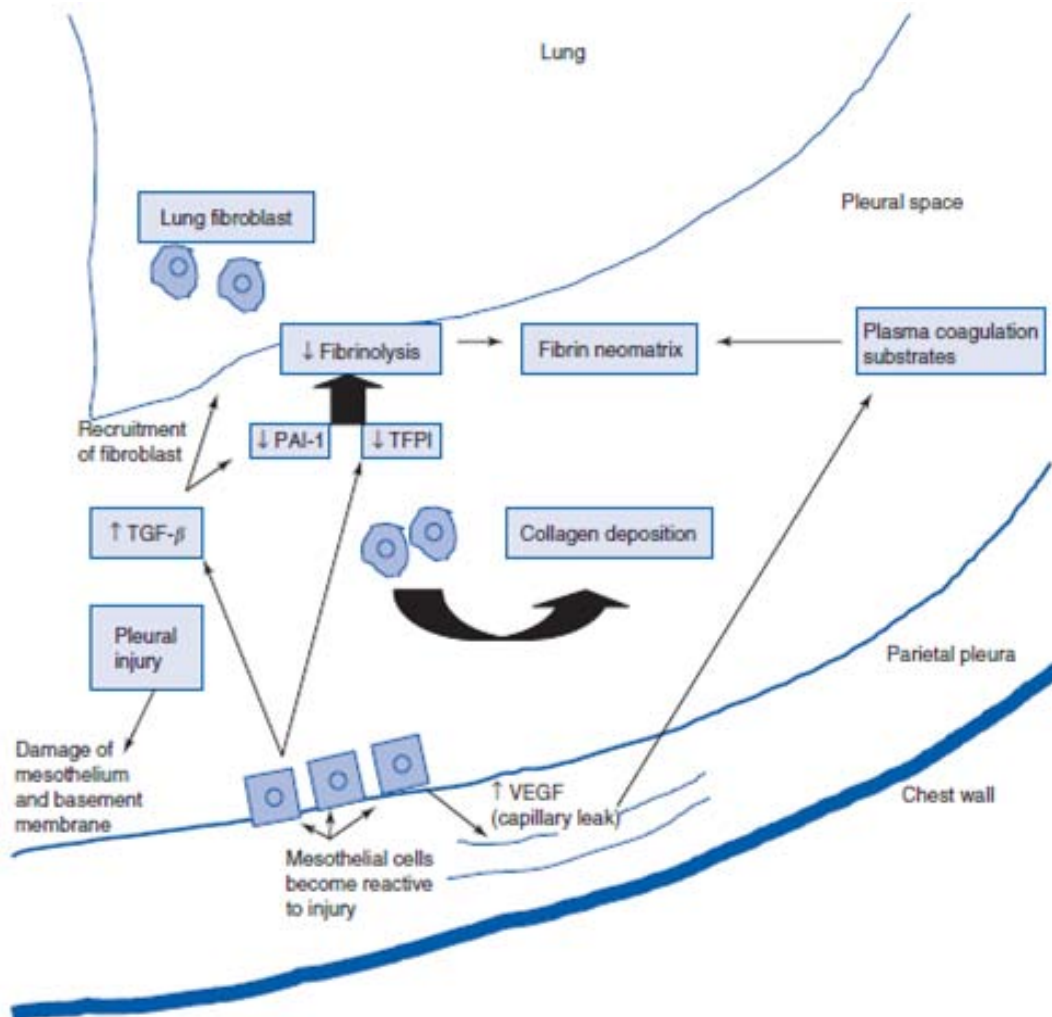 Lung
Pleural space
Lung fibroblast
↓ Fibrinolysis
Fibrin neomatrix
Plasma coagulation
substrates
Recruitment
of fibroblast
↓ PAI-1
↓ TFPI
↑ TGF-β
Collagen deposition
Pleural
injury
Parietal pleura
Damage of
mesothelium
and basement
membrane
↑ VEGF
(capillary leak)
Chest wall
Mesothelial cells
become reactive
to injury